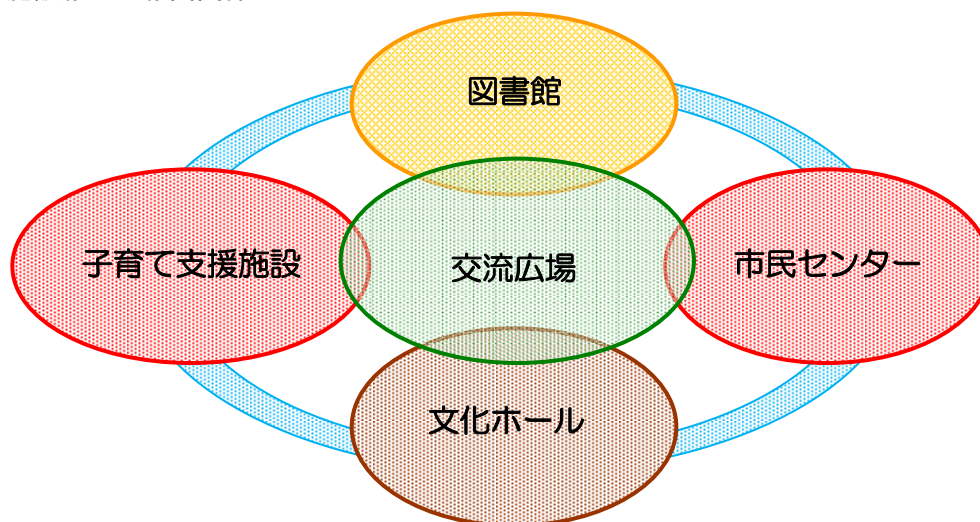 図書館
子育て支援施設
交流広場
市民センター
文化ホール